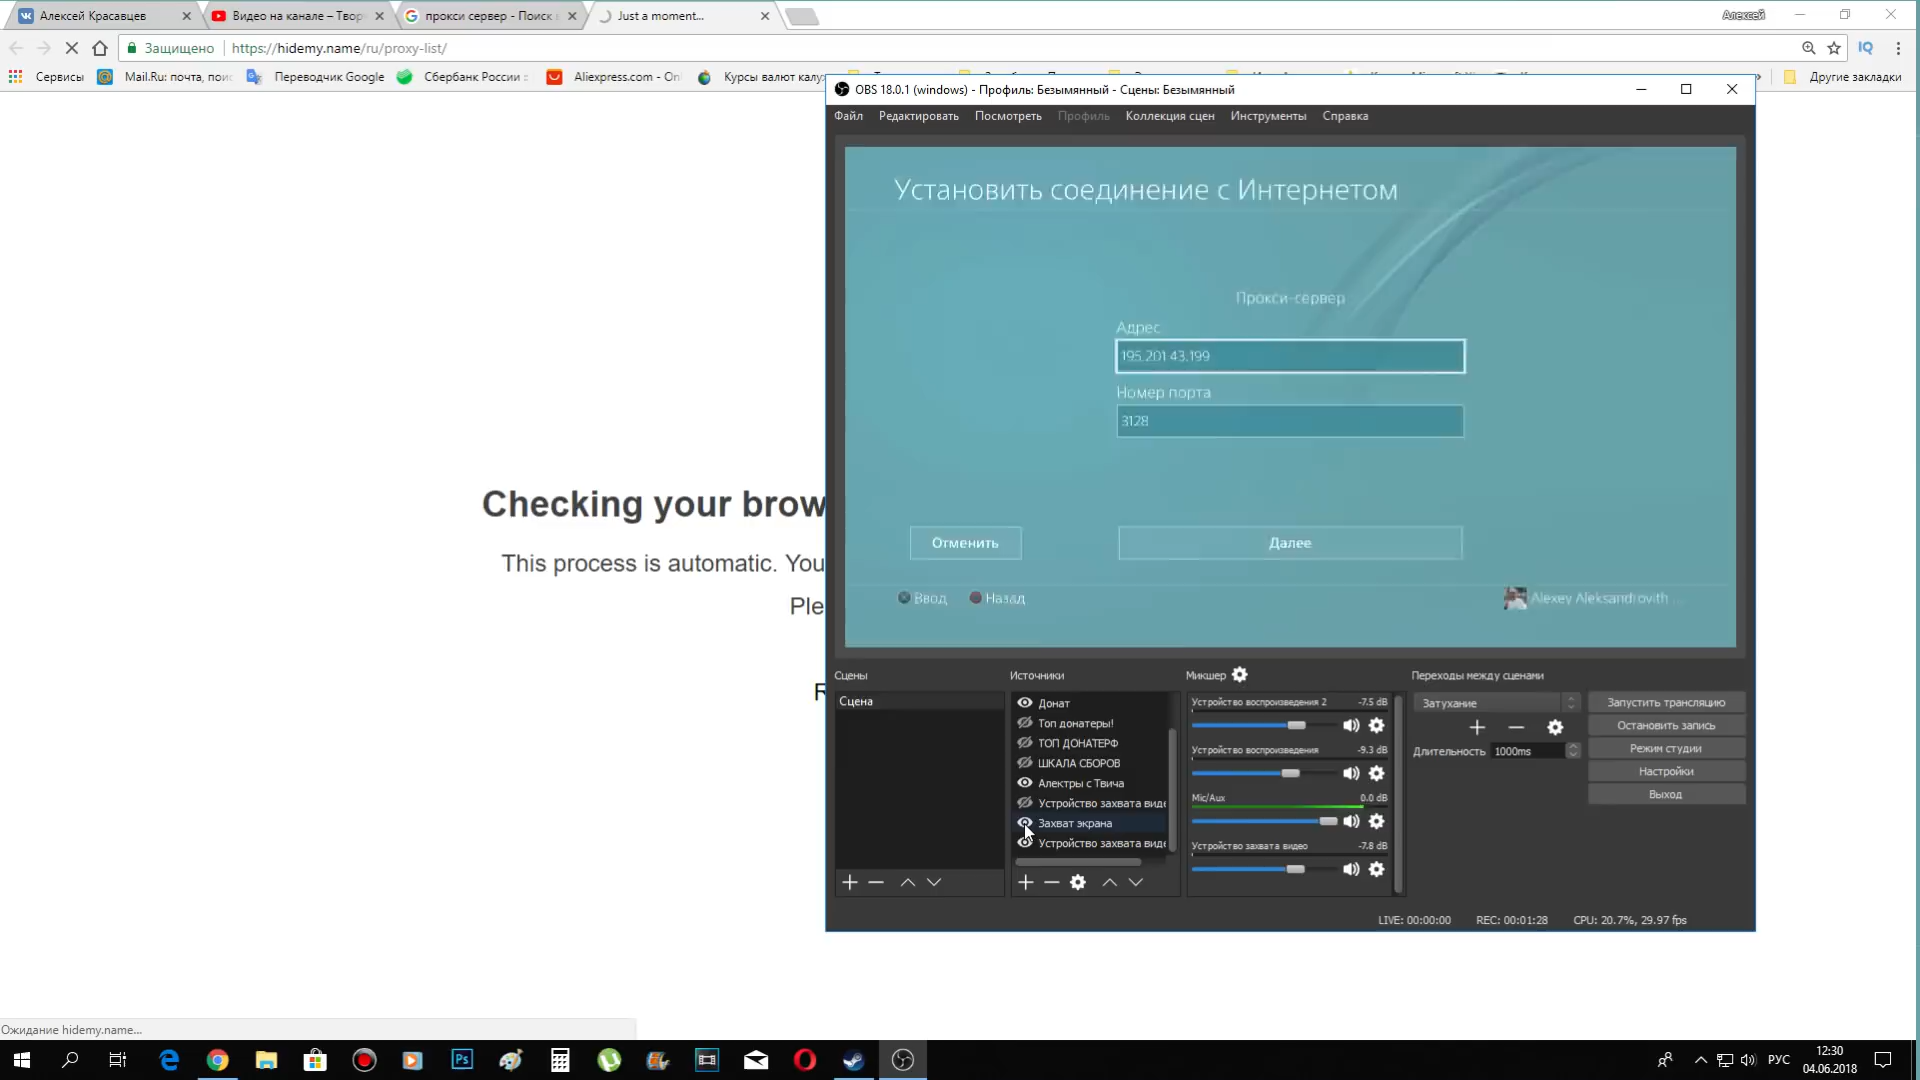 Алексей Красавцев
Видео на канале – Твор
прокси сервер - Поиск
Just a moment...
Алексей
Защищено
https://hidemy.name/ru/proxy-list/
IQ
Сервисы
Mail.Ru: почта, пои
Переводчик Google
Сбербанк России
Aliexpress.com - On
Курсы валют калу
Другие закладки
OBS 18.0.1 (windows) - Профиль: Безымянный - Сцены: Безымянный
Файл
Редактировать
Посмотреть
Профиль
Коллекция сцен
Инструменты
Справка
Установить соединение с Интернетом
Прокси-сервер
Адрес
195.201.43.199
Номер порта
3128
Отменить
Далее
Ввод
Назад
Alexey Aleksandrovith ...
Checking your brow
This process is automatic. You
Ple
R
Сцены
Сцена
Источники
Донат
Топ донатеры!
ТОП ДОНАТЕРФ
ШКАЛА СБОРОВ
Алектры с Твича
Устройство захвата виде
Захват экрана
Устройство захвата виде
Микшер
Устройство воспроизведения 2 -7.5 dB
Устройство воспроизведения -9.3 dB
Mic/Aux 0.0 dB
Устройство захвата видео -7.8 dB
Переходы между сценами
Затухание
Длительность 1000ms
Запустить трансляцию
Остановить запись
Режим студии
Настройки
Выход
LIVE: 00:00:00
REC: 00:01:28
CPU: 20.7%, 29.97 fps
Ожидание hidemy.name...
Ps
РУС
12:30
04.06.2018